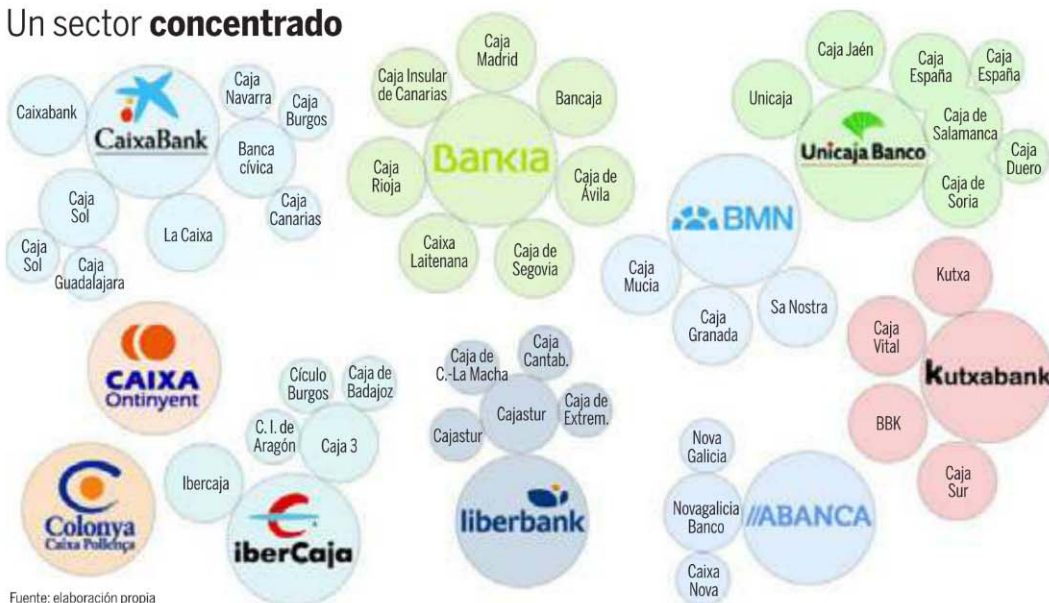 Un sector concentrado
Caixabank
CaixaBank
Caja
Navarra
Caja
Burgos
Banca
cívica
Caja
Canarias
La Caixa
Caja
Sol
Caja
Sol
Caja
Guadalajara
Caja Insular
de Canarias
Caja
Madrid
Bancaja
Bankia
Caja
Rioja
Caja de
Ávila
Caixa
Laitenana
Caja de
Segovia
Unicaja
Caja Jaén
Caja
España
Caja
España
Unicaja Banco
Caja de
Salamanca
Caja
Duero
Caja de
Soria
BMN
Caja
Mucia
Caja
Granada
Sa Nostra
Kutxa
Caja
Vital
kutxabank
BBK
Caja
Sur
CAIXA
Ontinyent
Colonya
Caixa Pollença
Cículo
Burgos
Caja de
Badajoz
C. I. de
Aragón
Caja 3
Ibercaja
iberCaja
Caja de
C.-La Macha
Caja
Cantab.
Cajastur
Cajastur
Caja de
Extrem.
liberbank
Nova
Galicia
Novagalicia
Banco
//ABANCA
Caixa
Nova
Fuente: elaboración propia